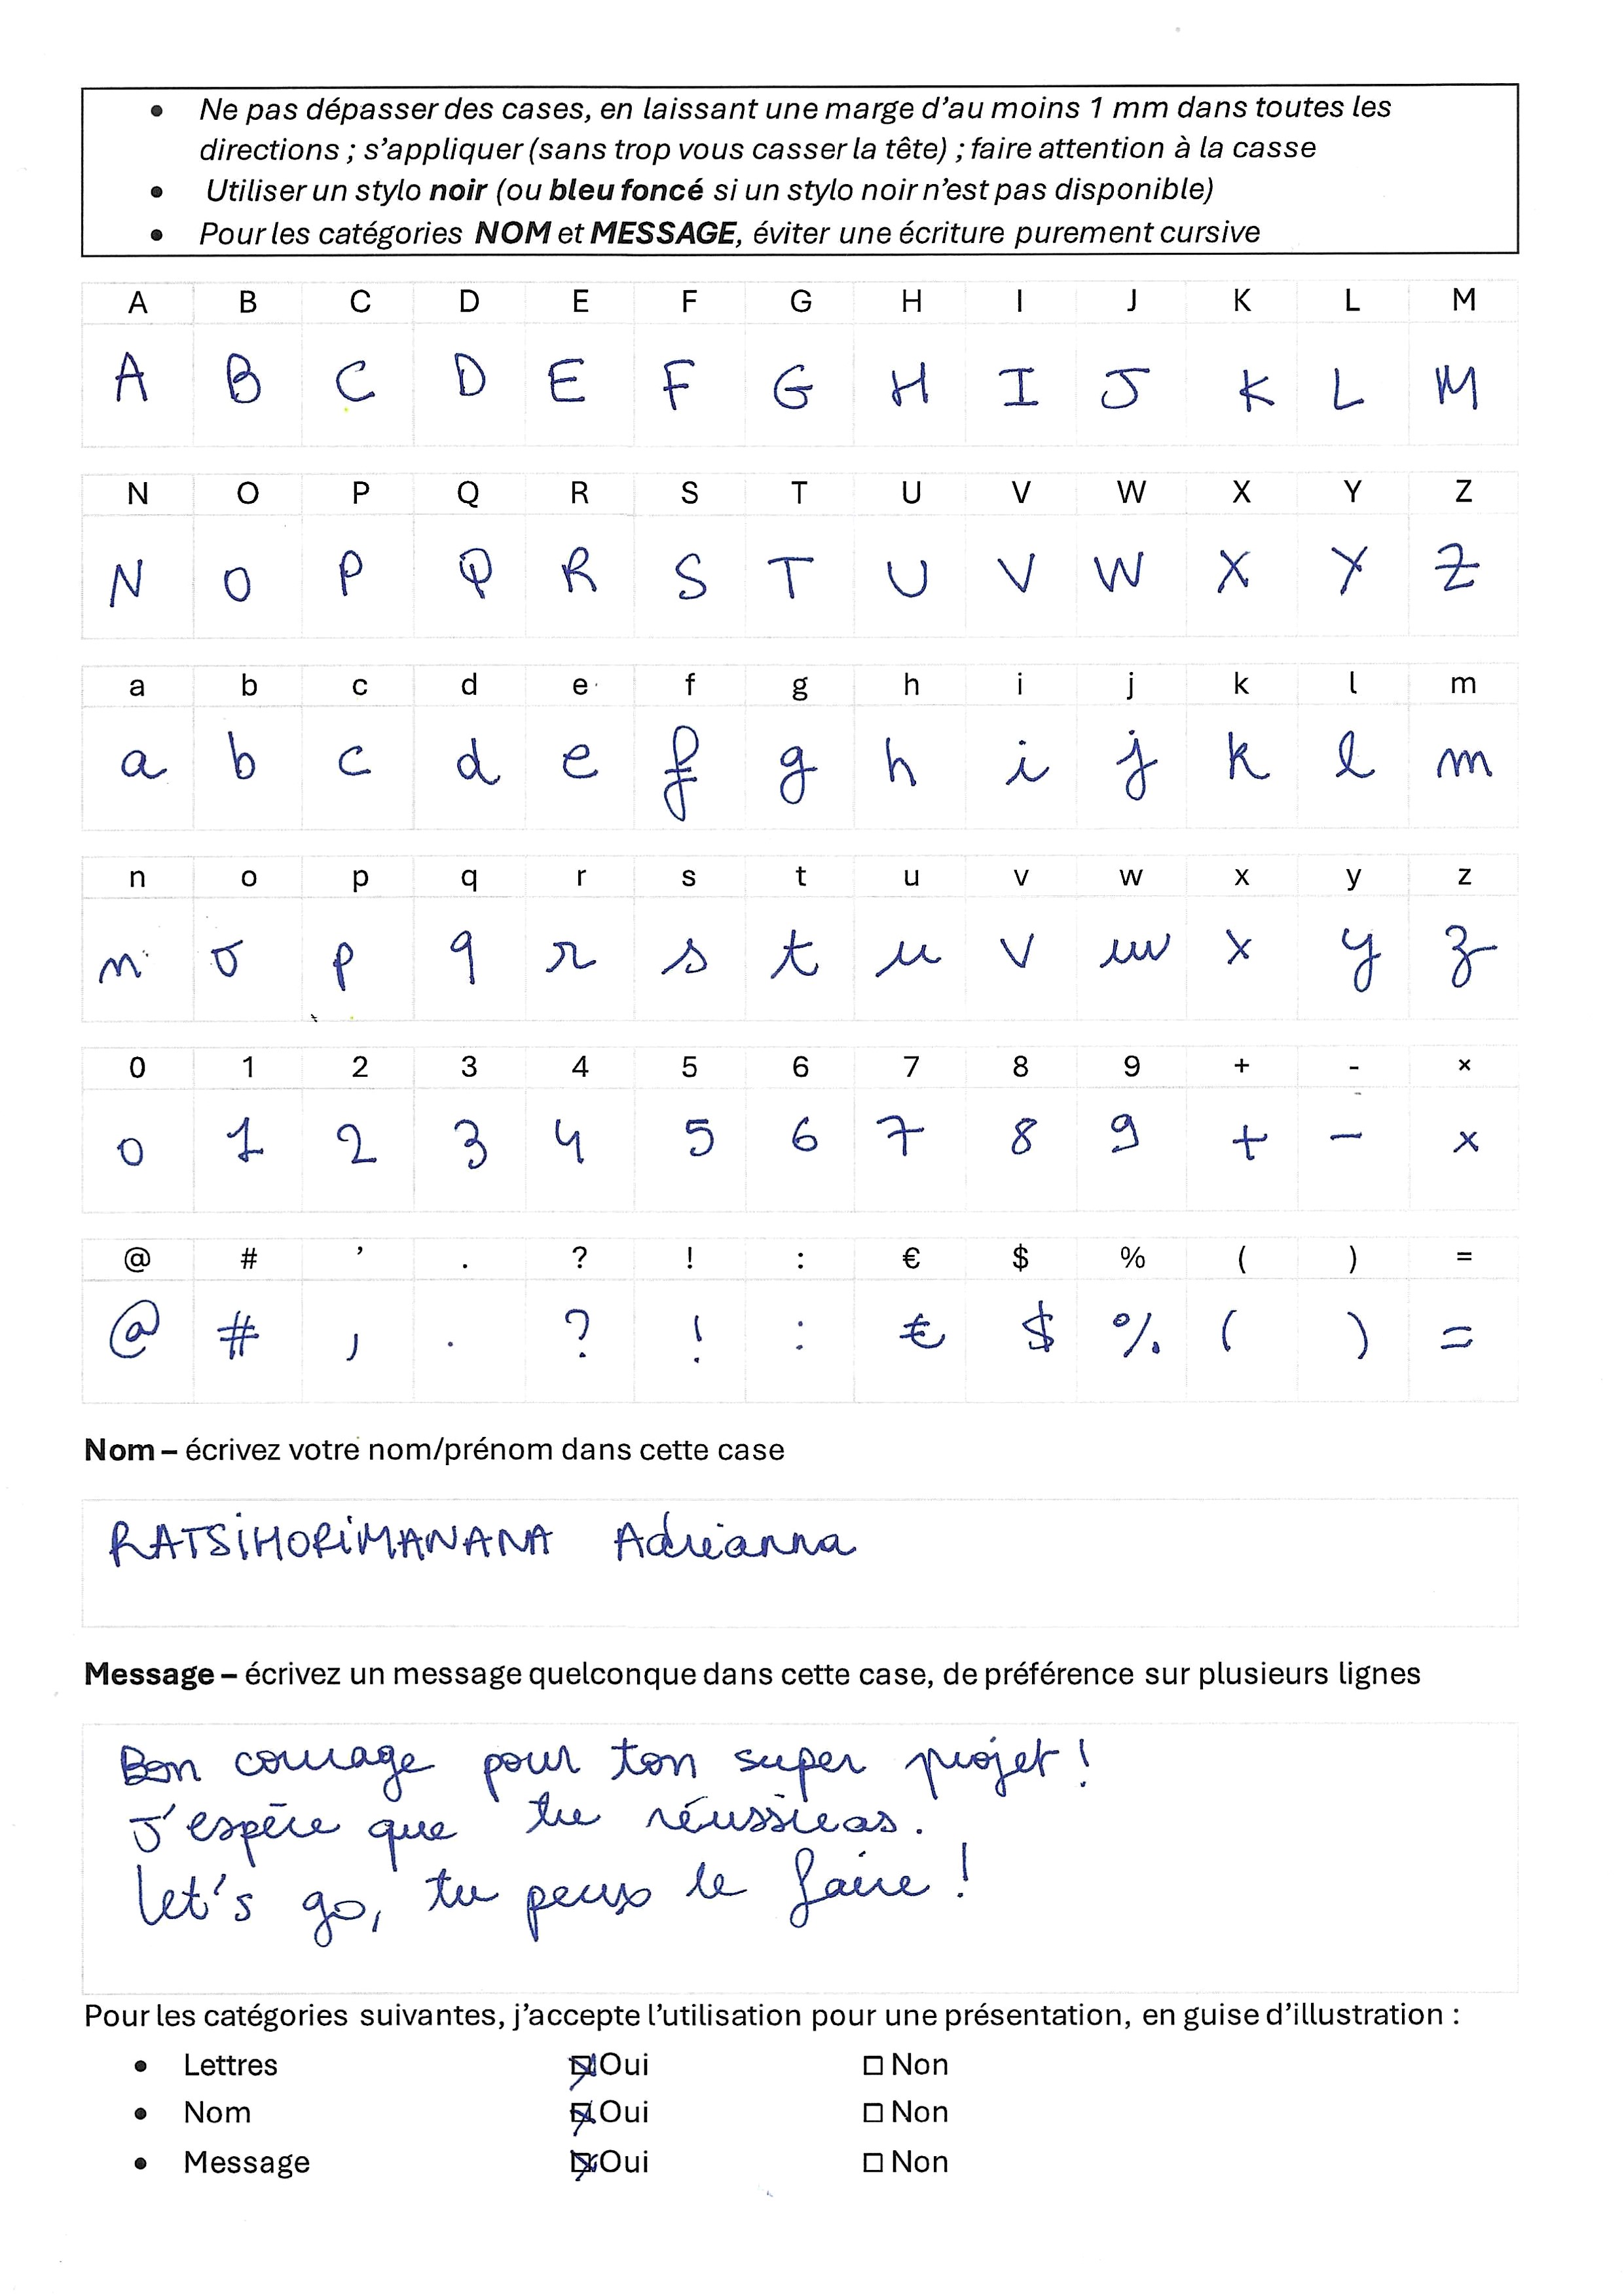 • Ne pas dépasser des cases, en laissant une marge d’au moins 1 mm dans toutes les
directions ; s’appliquer (sans trop vous casser la tête) ; faire attention à la casse
• Utiliser un stylo noir (ou bleu foncé si un stylo noir n’est pas disponible)
• Pour les catégories NOM et MESSAGE, éviter une écriture purement cursive
A B C D E F G H I J K L M
A B C D E F G H I J K L M
N O P Q R S T U V W X Y Z
N O P Q R S T U V W X Y Z
a b c d e f g h i j k l m
a b c d e f g h i j k l m
n o p q r s t u v w x y z
n o p q r s t u v w x y z
0 1 2 3 4 5 6 7 8 9 + - ×
0 1 2 3 4 5 6 7 8 9 + - ×
@ # ’ . ? ! : € $ % ( ) =
@ # , . ? ! : € $ % ( ) =
Nom – écrivez votre nom/prénom dans cette case
RATSiHORiMANANA Adrianna
Message – écrivez un message quelconque dans cette case, de préférence sur plusieurs lignes
Bon courage pour ton super projet !
J'espère que tu réussiras.
Let's go, tu peux le faire !
Pour les catégories suivantes, j’accepte l’utilisation pour une présentation, en guise d’illustration :
• Lettres ☒ Oui ☐ Non
• Nom ☒ Oui ☐ Non
• Message ☒ Oui ☐ Non